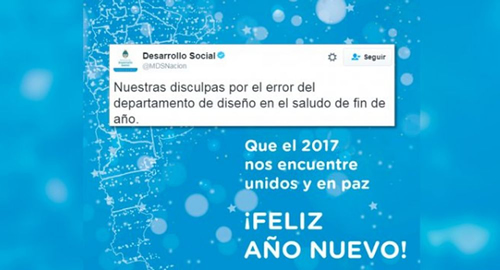 Desarrollo Social
@MDSNacion
Seguir
Nuestras disculpas por el error del
departamento de diseño en el saludo de fin de
año.
Que el 2017
nos encuentre
unidos y en paz
¡FELIZ
AÑO NUEVO!